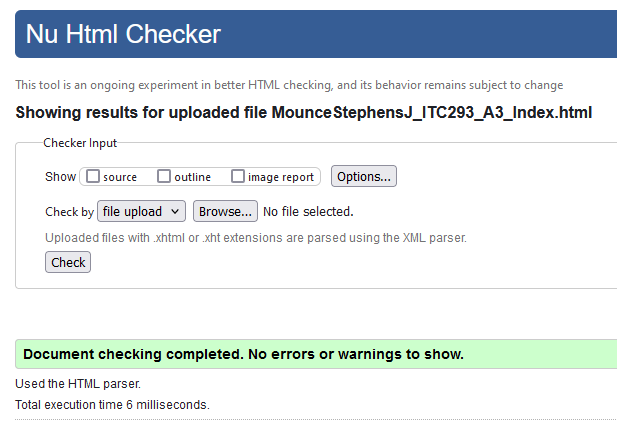 Nu Html Checker
This tool is an ongoing experiment in better HTML checking, and its behavior remains subject to change
Showing results for uploaded file MounceStephensJ_ITC293_A3_Index.html
Checker Input
Show source outline image report Options...
Check by file upload Browse... No file selected.
Uploaded files with .xhtml or .xht extensions are parsed using the XML parser.
Check
Document checking completed. No errors or warnings to show.
Used the HTML parser.
Total execution time 6 milliseconds.